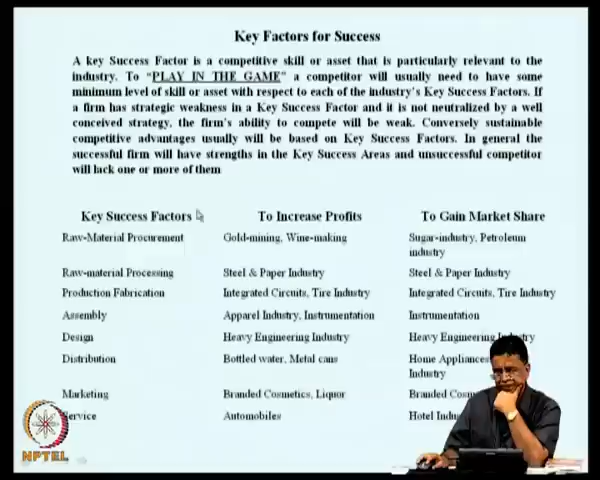 Key Factors for Success
A key Success Factor is a competitive skill or asset that is particularly relevant to the
industry. To “PLAY IN THE GAME” a competitor will usually need to have some
minimum level of skill or asset with respect to each of the industry's Key Success Factors. If
a firm has strategic weakness in a Key Success Factor and it is not neutralized by a well
conceived strategy, the firm's ability to compete will be weak. Conversely sustainable
competitive advantages usually will be based on Key Success Factors. In general the
successful firm will have strengths in the Key Success Areas and unsuccessful competitor
will lack one or more of them
Key Success Factors To Increase Profits To Gain Market Share
Raw-Material Procurement Gold-mining, Wine-making Sugar-industry, Petroleum
industry
Raw-material Processing Steel & Paper Industry Steel & Paper Industry
Production Fabrication Integrated Circuits, Tire Industry Integrated Circuits, Tire Industry
Assembly Apparel Industry, Instrumentation Instrumentation
Design Heavy Engineering Industry Heavy Engineering
Distribution Bottled water, Metal cans Home Appliances
Industry
Marketing Branded Cosmetics, Liquor Branded
Service Automobiles Hotel
NPTEL